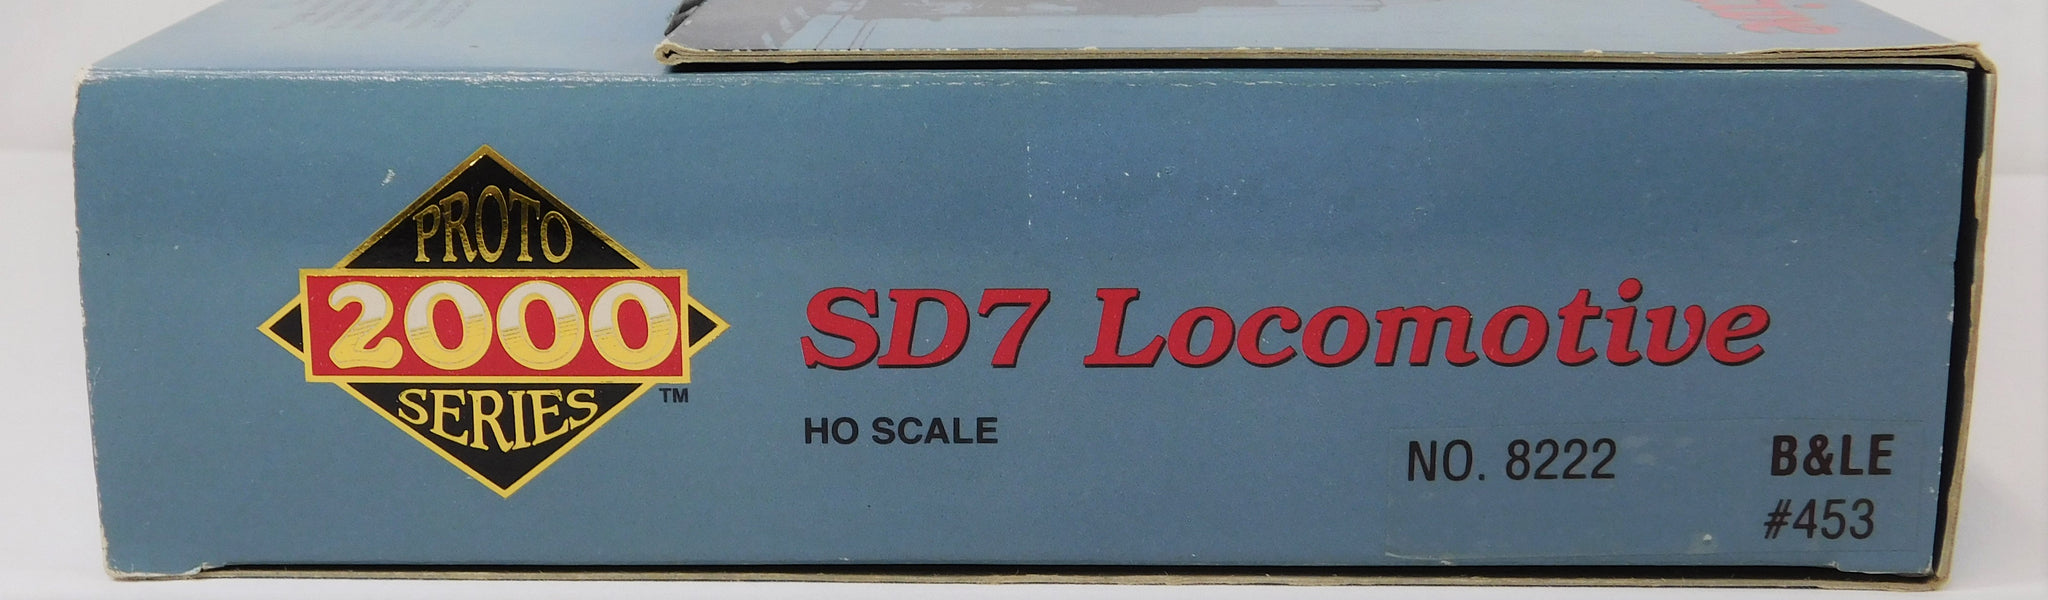 PROTO
2000
SERIES
TM
SD7 Locomotive
HO SCALE
NO. 8222
B&LE
#453